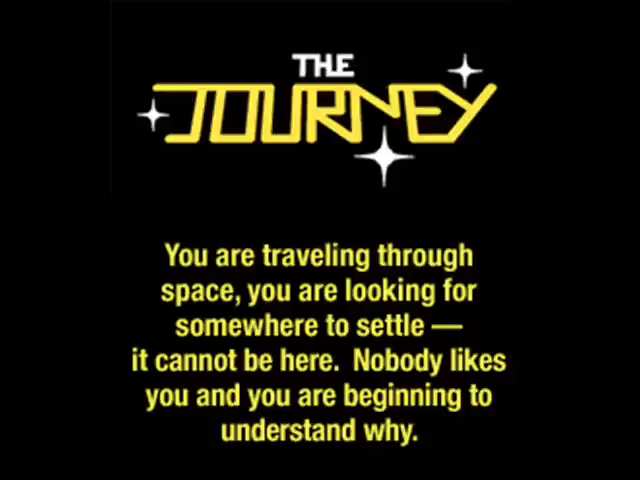 THE
JOURNEY
You are traveling through
space, you are looking for
somewhere to settle —
it cannot be here.  Nobody likes
you and you are beginning to
understand why.